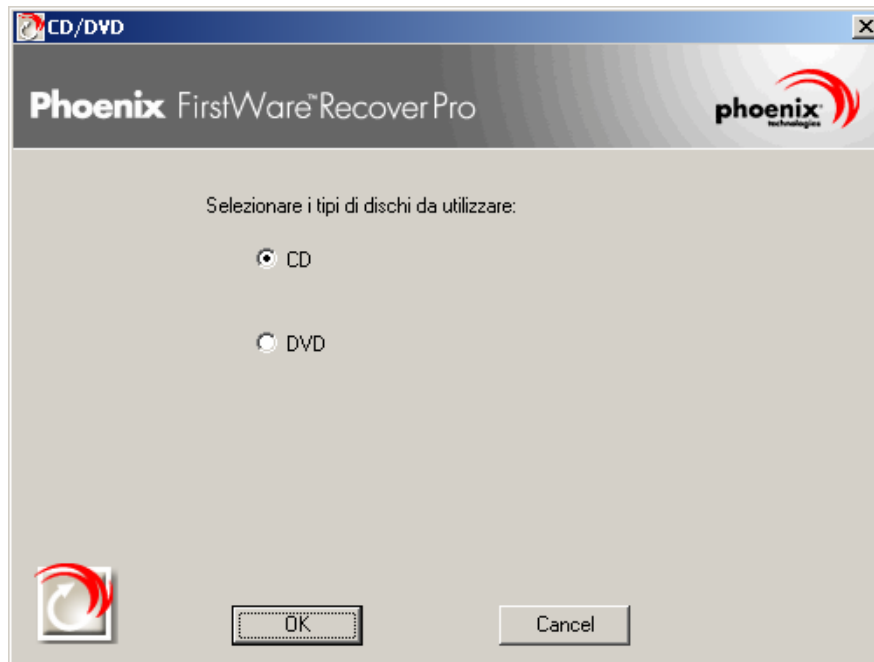 CD/DVD
Phoenix FirstWare™ Recover Pro
phoenix
technologies
Selezionare i tipi di dischi da utilizzare:
CD
DVD
OK
Cancel